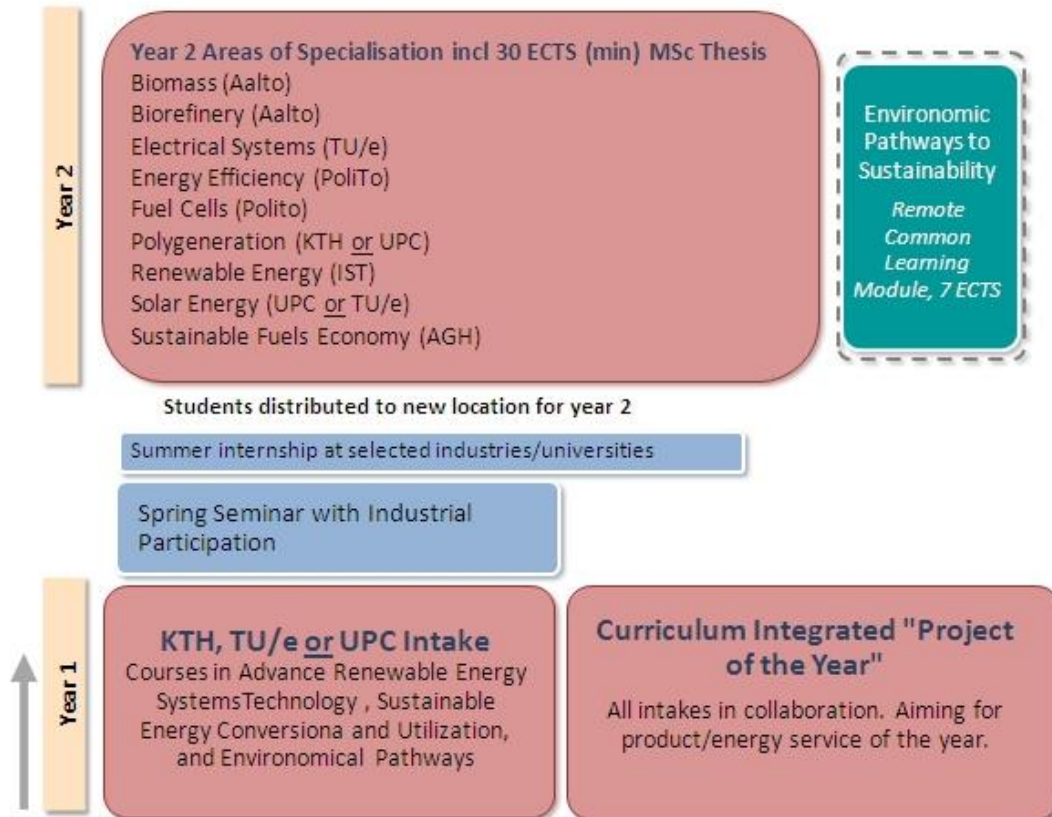 Year 2
Year 2 Areas of Specialisation incl 30 ECTS (min) MSc Thesis
Biomass (Aalto)
Biorefinery (Aalto)
Electrical Systems (TU/e)
Energy Efficiency (PoliTo)
Fuel Cells (Polito)
Polygeneration (KTH or UPC)
Renewable Energy (IST)
Solar Energy (UPC or TU/e)
Sustainable Fuels Economy (AGH)
Environomic
Pathways to
Sustainability
Remote
Common
Learning
Module, 7 ECTS
Students distributed to new location for year 2
Summer internship at selected industries/universities
Spring Seminar with Industrial
Participation
Year 1
KTH, TU/e or UPC Intake
Courses in Advance Renewable Energy
SystemsTechnology , Sustainable
Energy Conversiona and Utilization,
and Environomical Pathways
Curriculum Integrated "Project
of the Year"
All intakes in collaboration. Aiming for
product/energy service of the year.